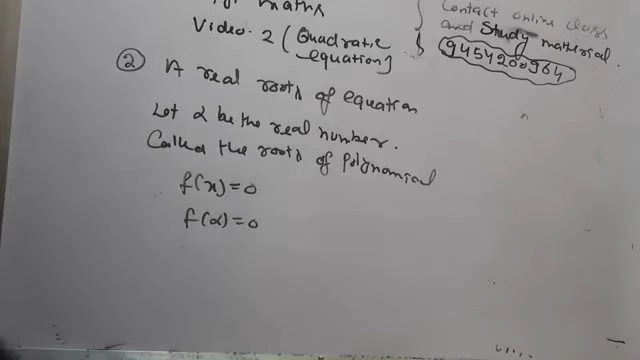 maths
Video. 2 (Quadratic
equation)
Contact online class
and Study matherial.
9454200964
② A real roots of equation
Let α be the real number.
Called the roots of Polynomial
f(x)=0
f(α)=0